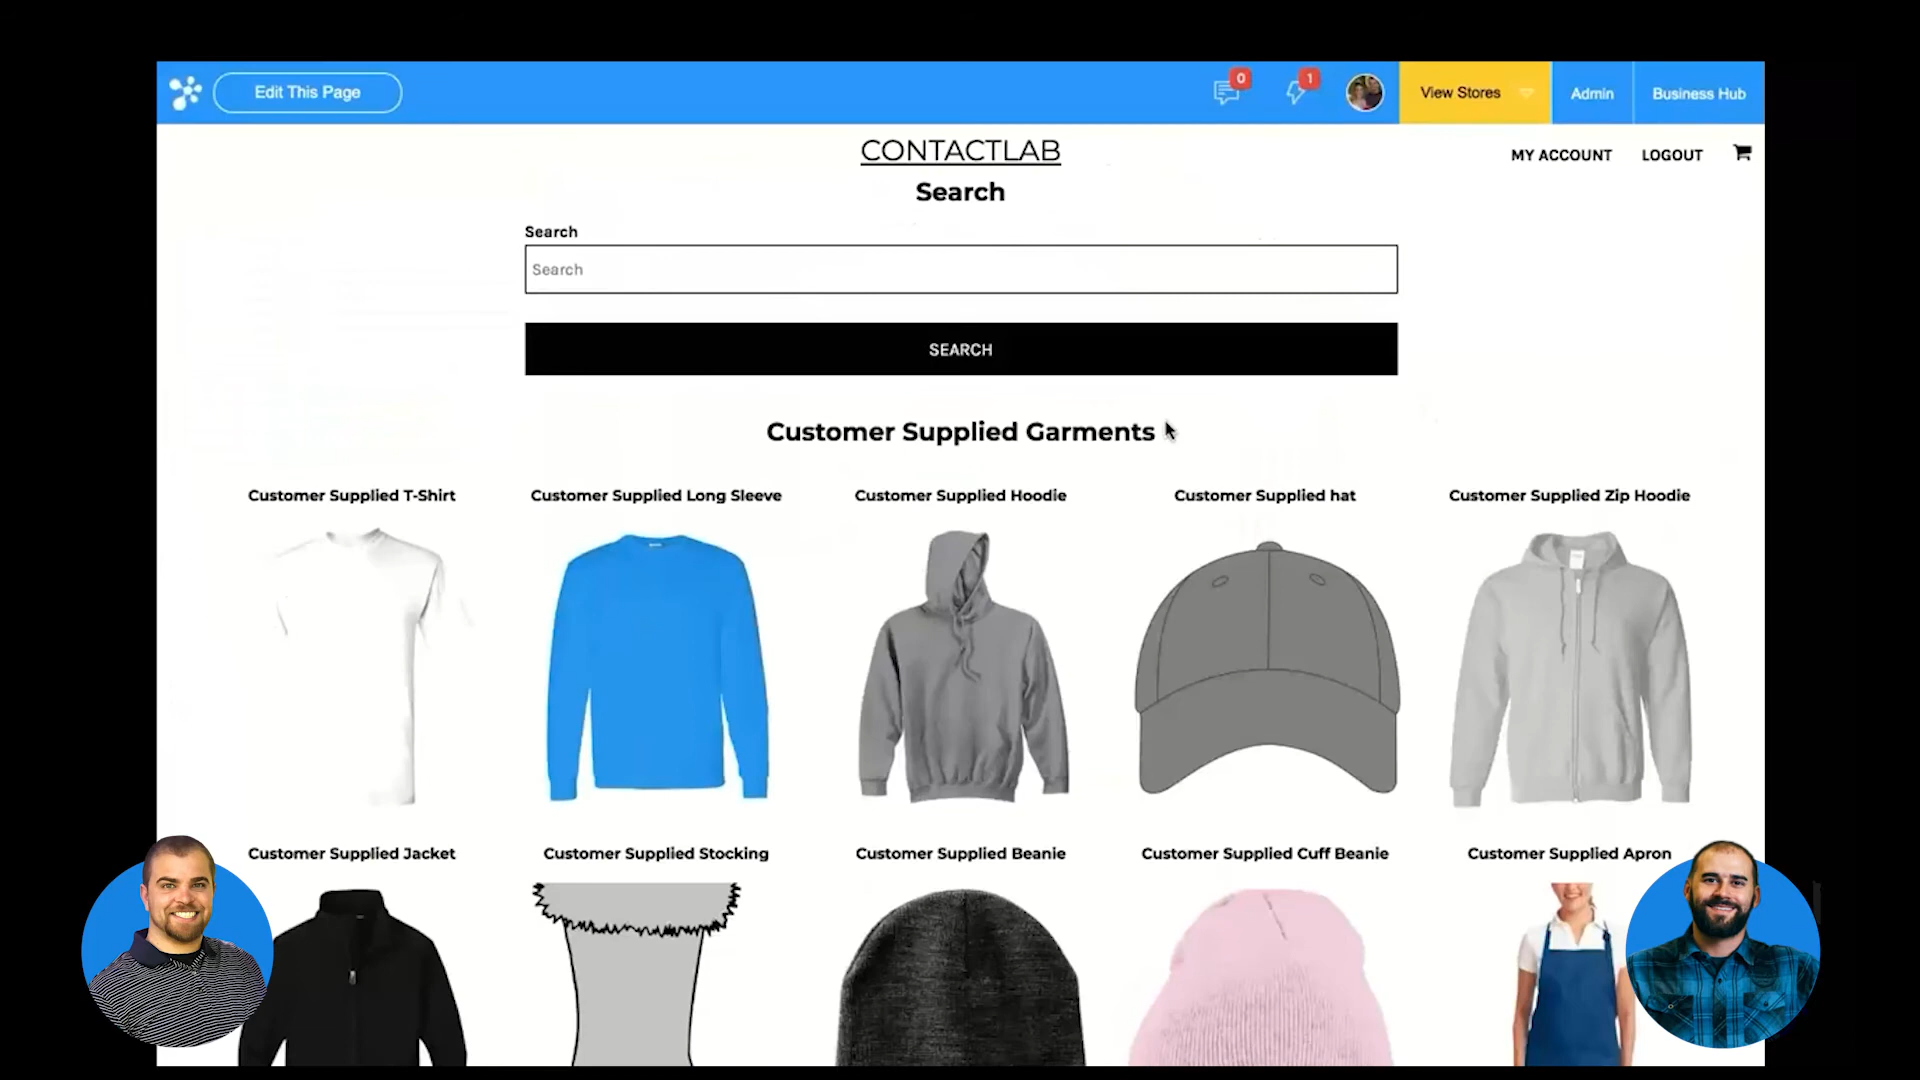 Edit This Page
0
1
View Stores
Admin
Business Hub
CONTACTLAB
MY ACCOUNT
LOGOUT
Search
Search
Search
SEARCH
Customer Supplied Garments
Customer Supplied T-Shirt
Customer Supplied Long Sleeve
Customer Supplied Hoodie
Customer Supplied hat
Customer Supplied Zip Hoodie
Customer Supplied Jacket
Customer Supplied Stocking
Customer Supplied Beanie
Customer Supplied Cuff Beanie
Customer Supplied Apron